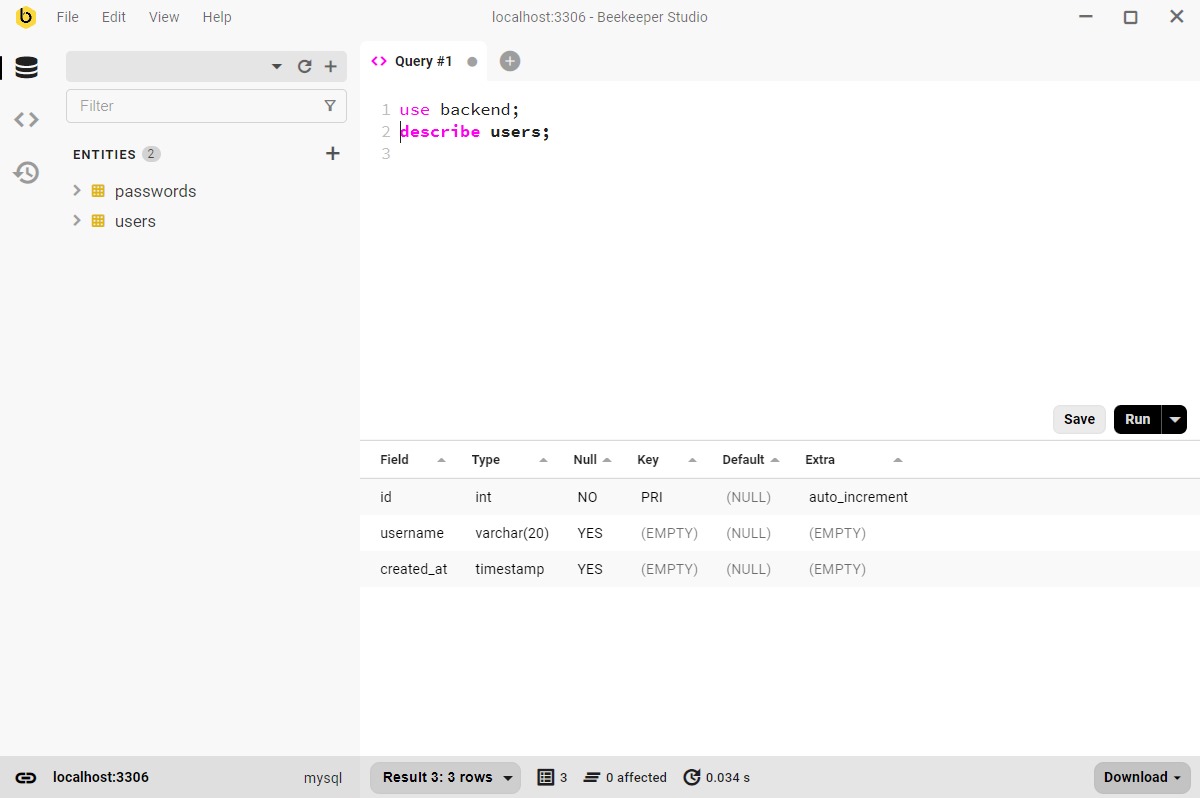 File Edit View Help localhost:3306 - Beekeeper Studio
Query #1
Filter
ENTITIES 2
passwords
users
1 use backend;
2 describe users;
3
Save Run
Field Type Null Key Default Extra
id int NO PRI (NULL) auto_increment
username varchar(20) YES (EMPTY) (NULL) (EMPTY)
created_at timestamp YES (EMPTY) (NULL) (EMPTY)
localhost:3306 mysql Result 3: 3 rows 3 0 affected 0.034 s Download